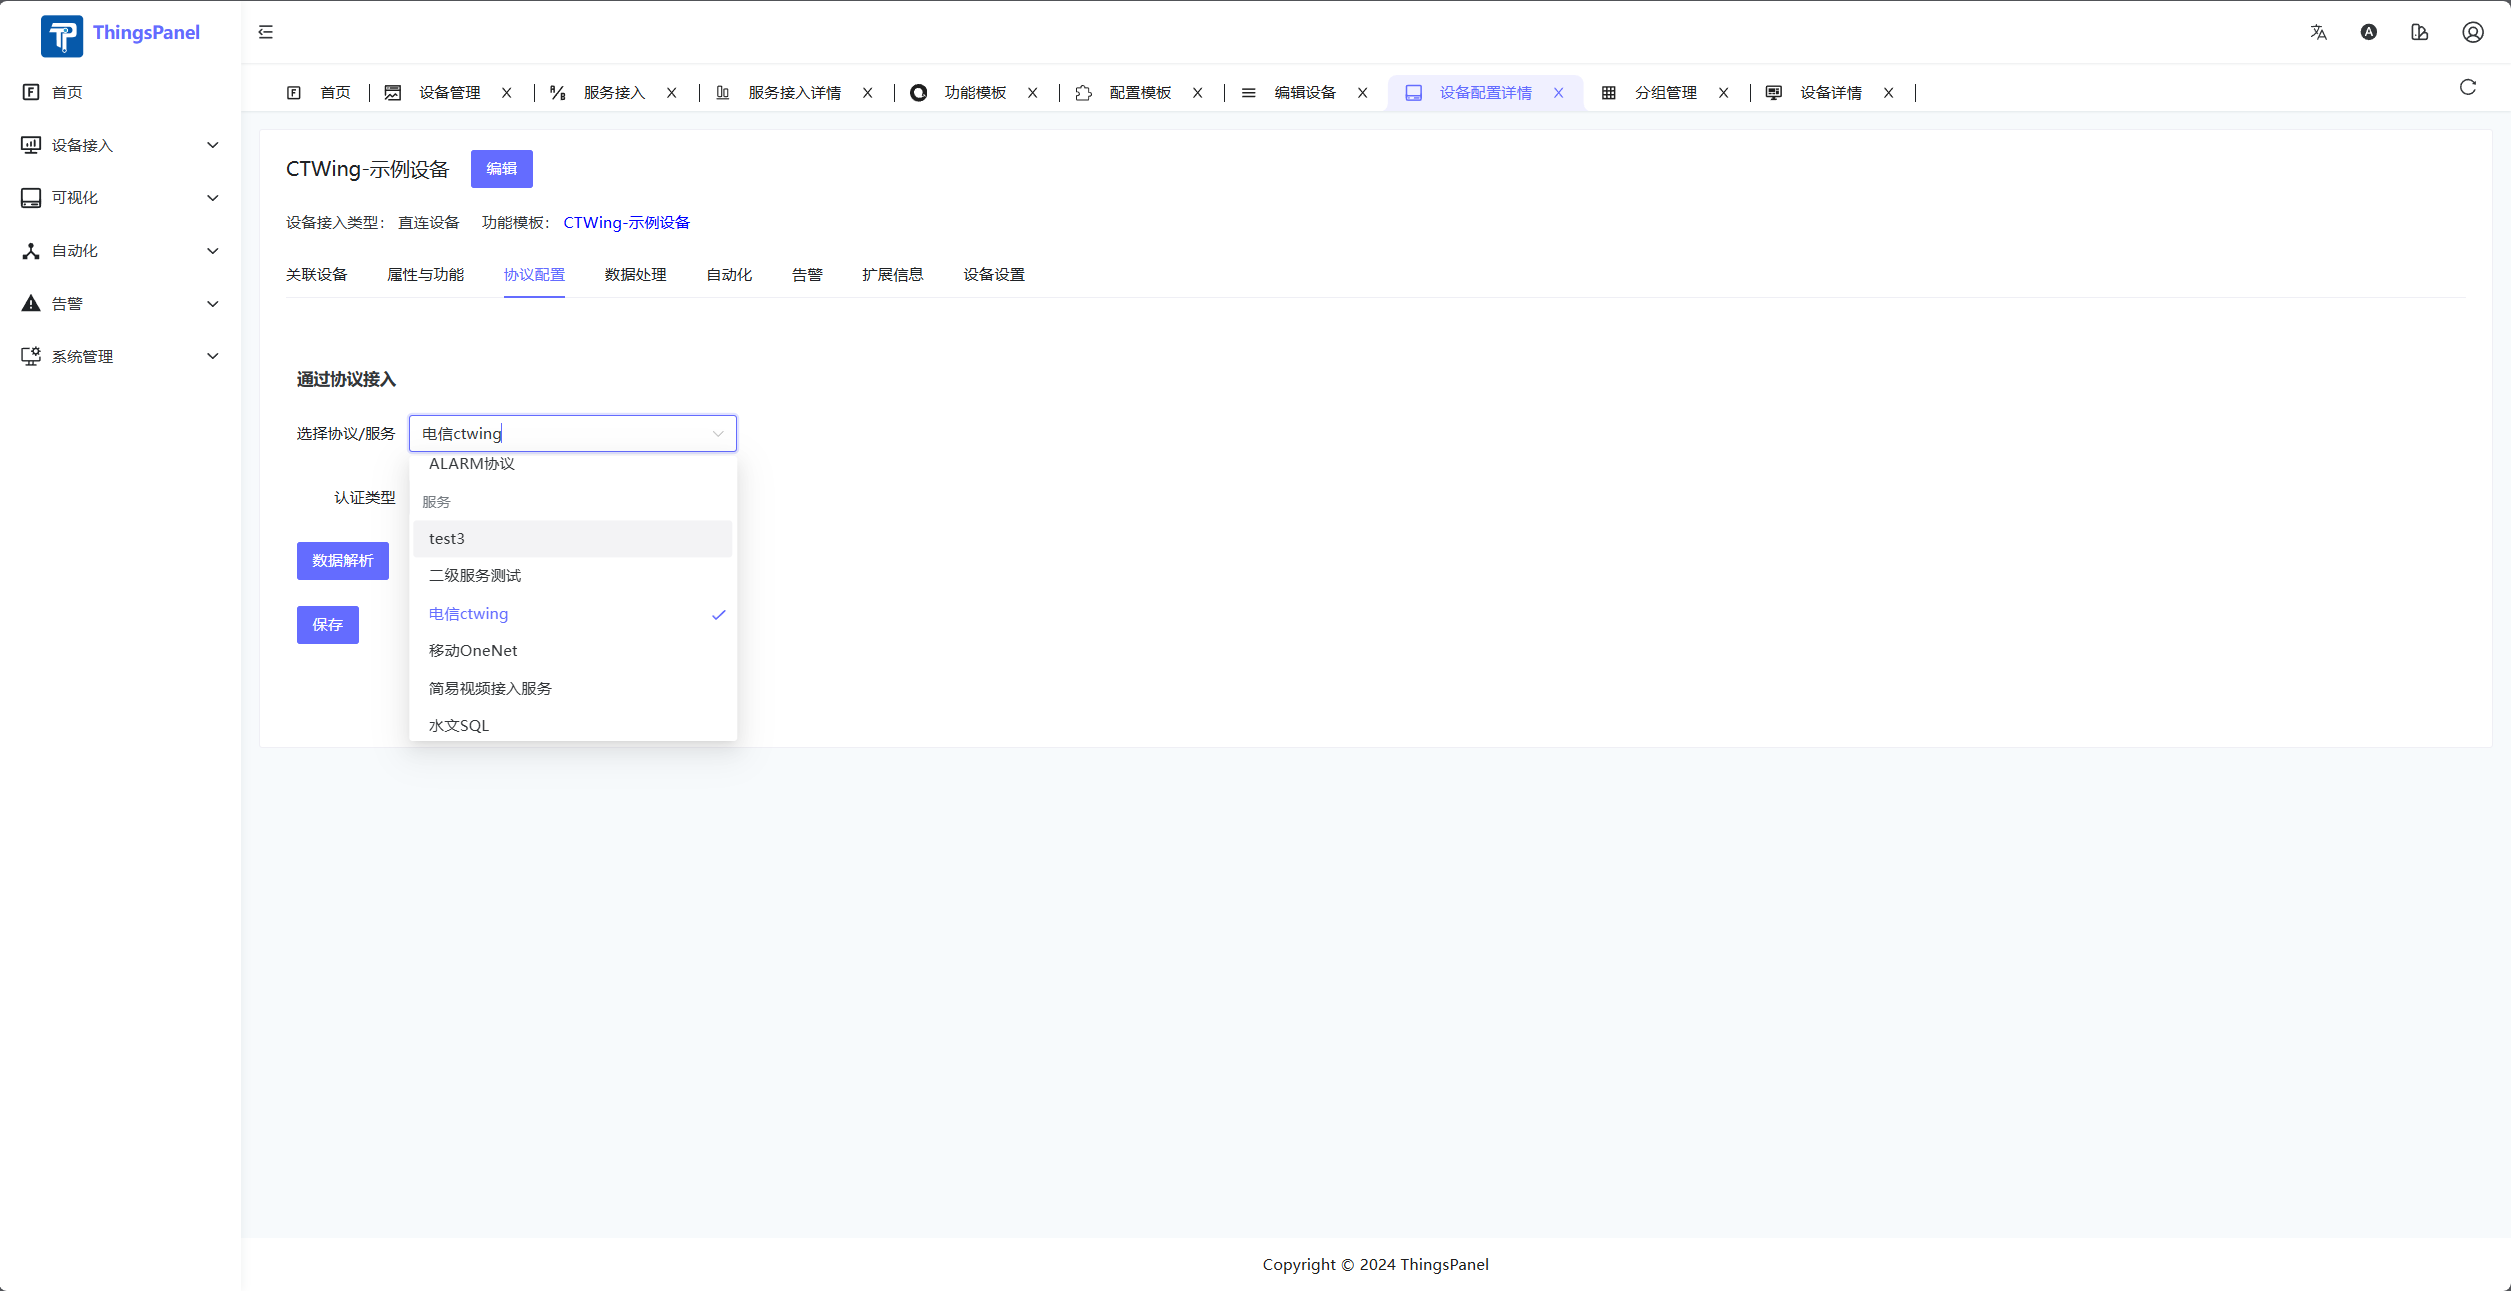 ThingsPanel
首页
设备接入
可视化
自动化
告警
系统管理
首页 设备管理 服务接入 服务接入详情 功能模板 配置模板 编辑设备 设备配置详情 分组管理 设备详情
CTWing-示例设备 编辑
设备接入类型： 直连设备 功能模板： CTWing-示例设备
关联设备 属性与功能 协议配置 数据处理 自动化 告警 扩展信息 设备设置
通过协议接入
选择协议/服务 电信ctwing
ALARM协议
认证类型
服务
test3
数据解析
二级服务测试
电信ctwing
保存
移动OneNet
简易视频接入服务
水文SQL
Copyright © 2024 ThingsPanel